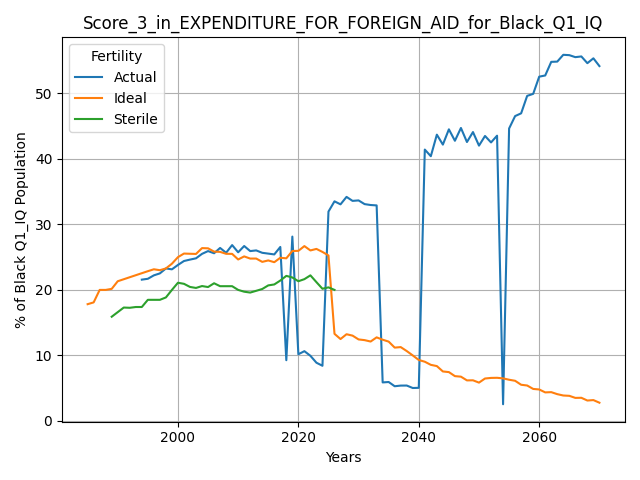 Score_3_in_EXPENDITURE_FOR_FOREIGN_AID_for_Black_Q1_IQ
Fertility
Actual
Ideal
Sterile
% of Black Q1_IQ Population
50
40
30
20
10
0
2000
2020
2040
2060
Years